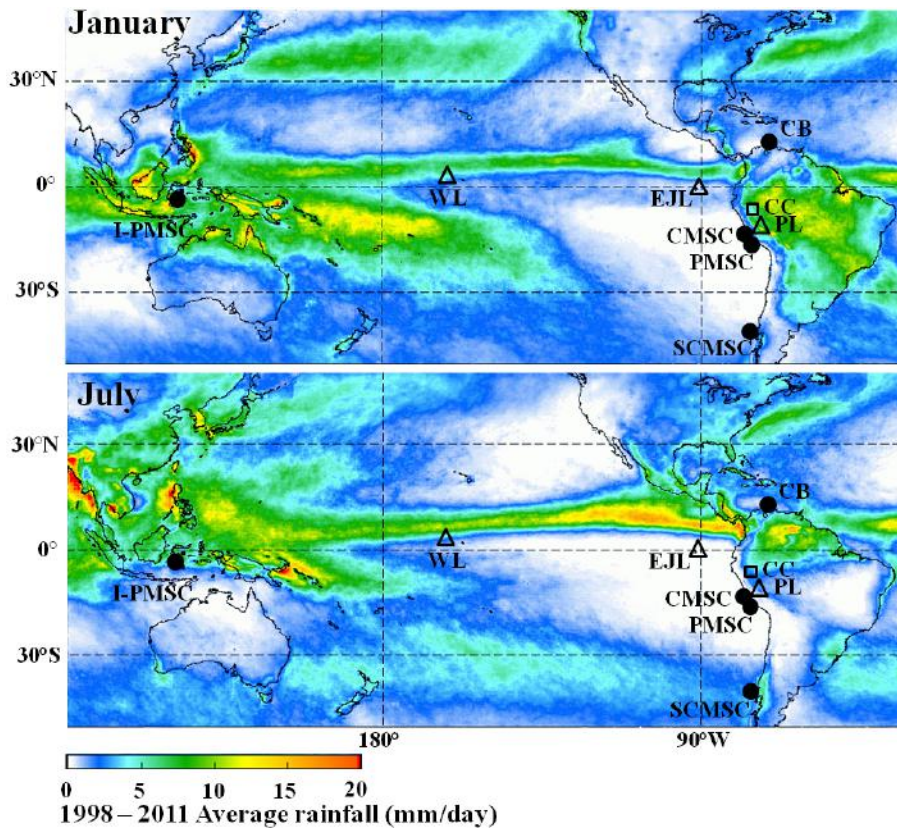 January
30°N
CB
0°
WL
EJL
CC
PL
I-PMSC
CMSC
PMSC
30°S
SCMSC
July
30°N
CB
0°
WL
EJL
CC
PL
I-PMSC
CMSC
PMSC
30°S
SCMSC
180° 90°W
0 5 10 15 20
1998 – 2011 Average rainfall (mm/day)